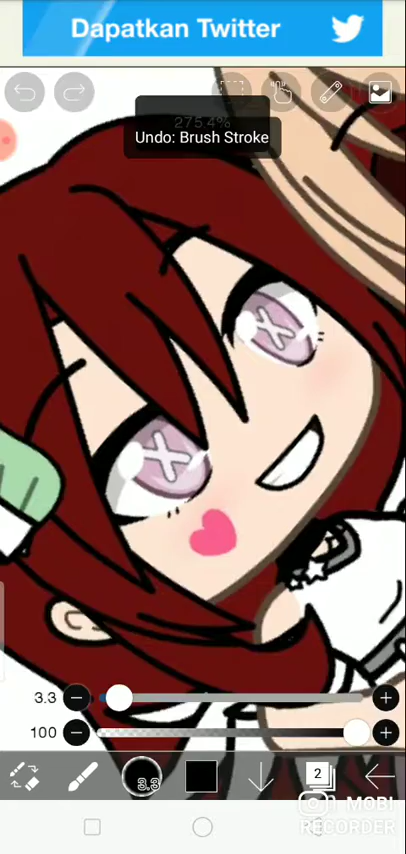 Dapatkan Twitter
275.4%
Undo: Brush Stroke
3.3
100
3.3
2
MOBI
RECORDER